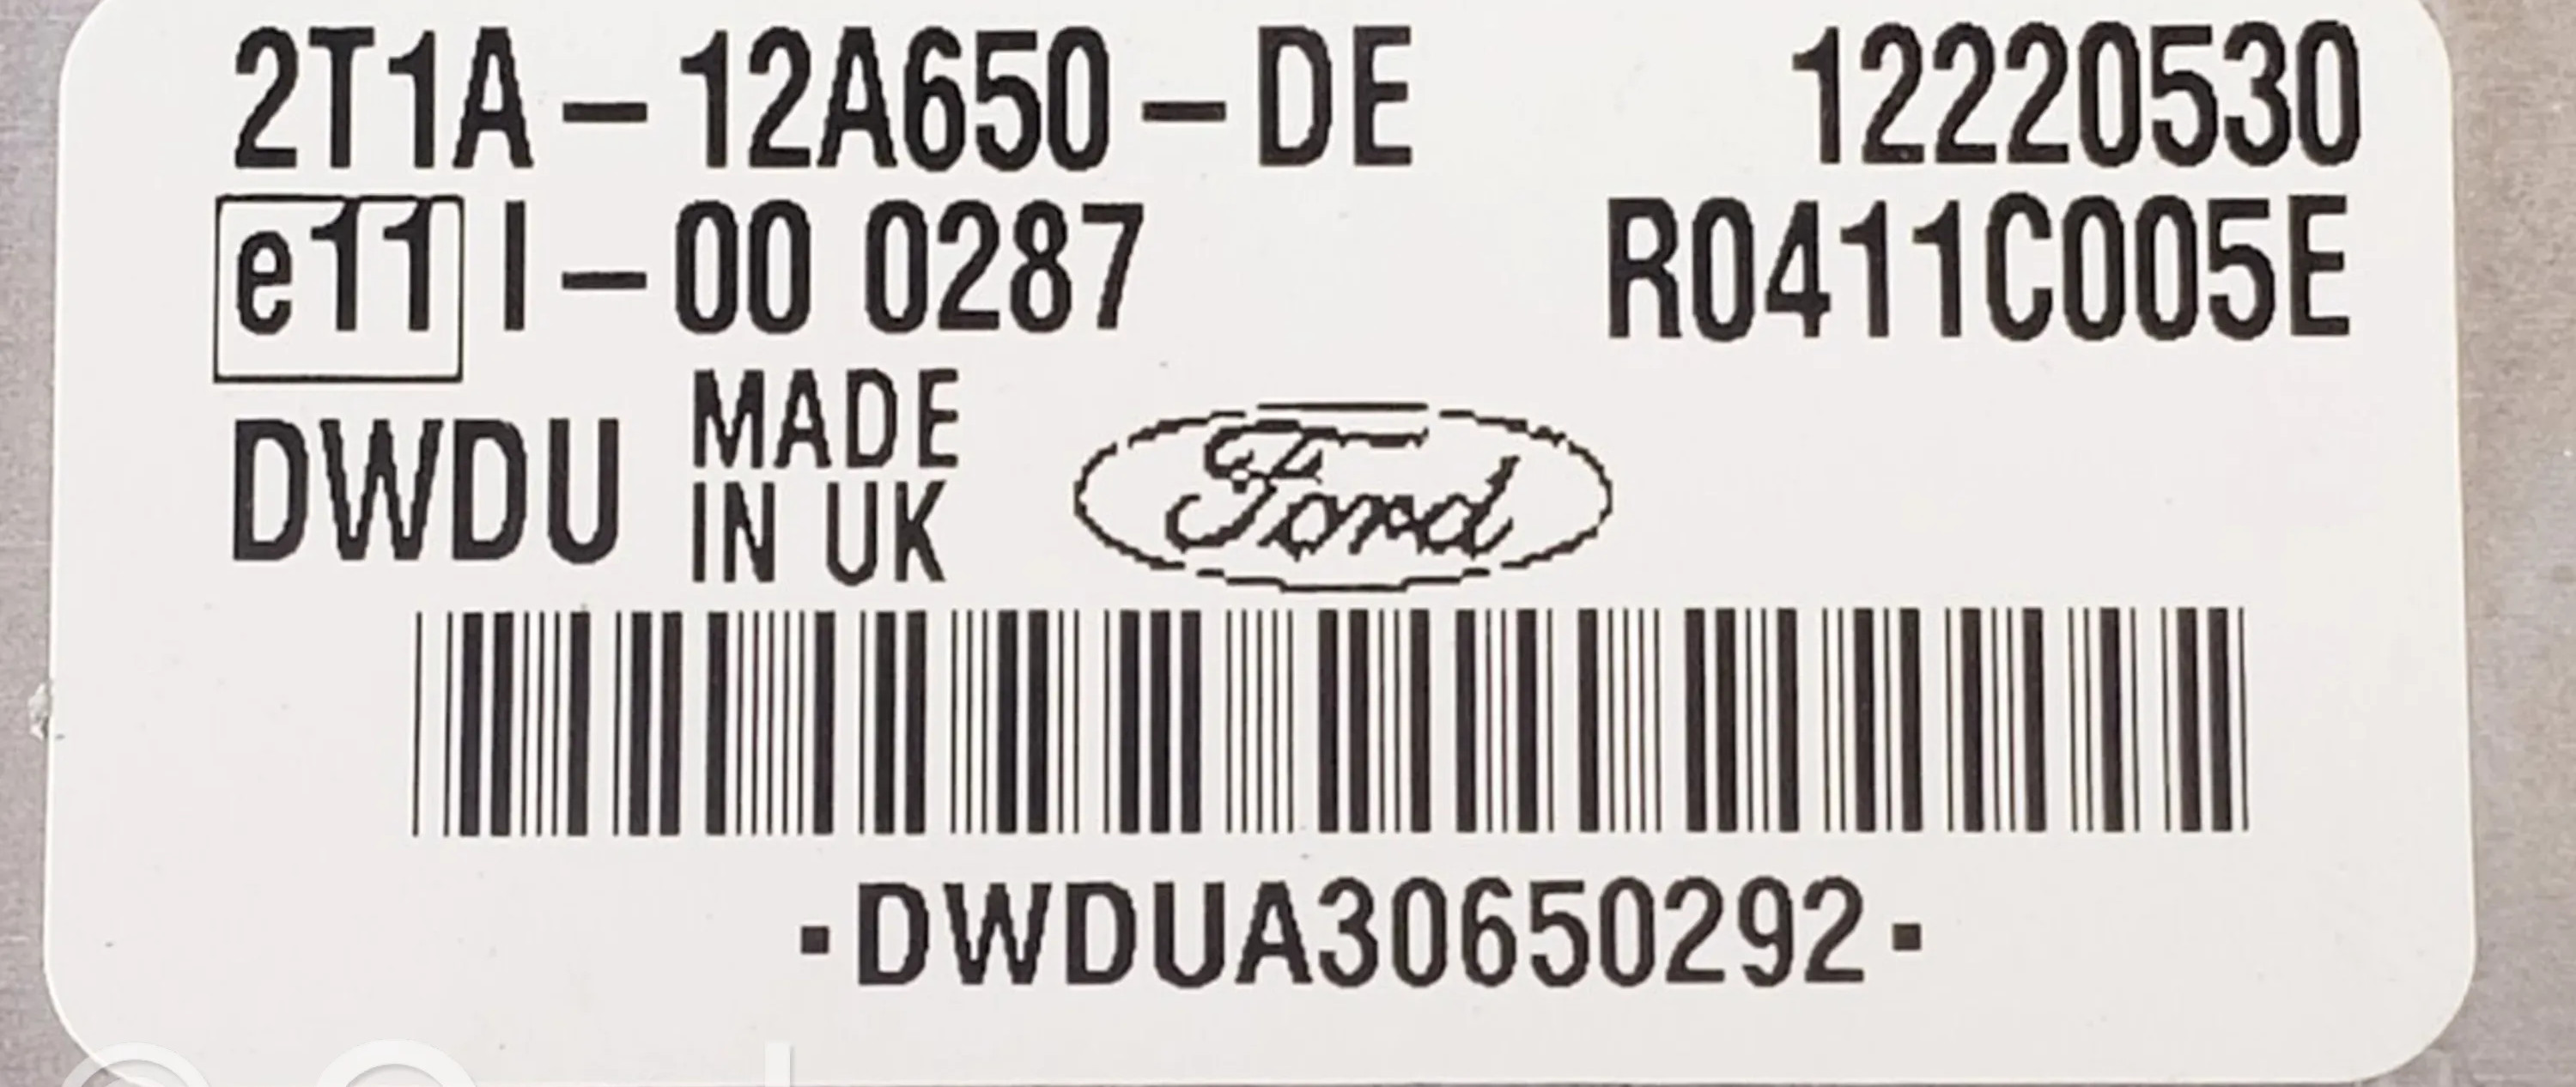 2T1A-12A650-DE 12220530
e11 I-00 0287 R0411C005E
DWDU MADE IN UK Ford
-DWDUA30650292-